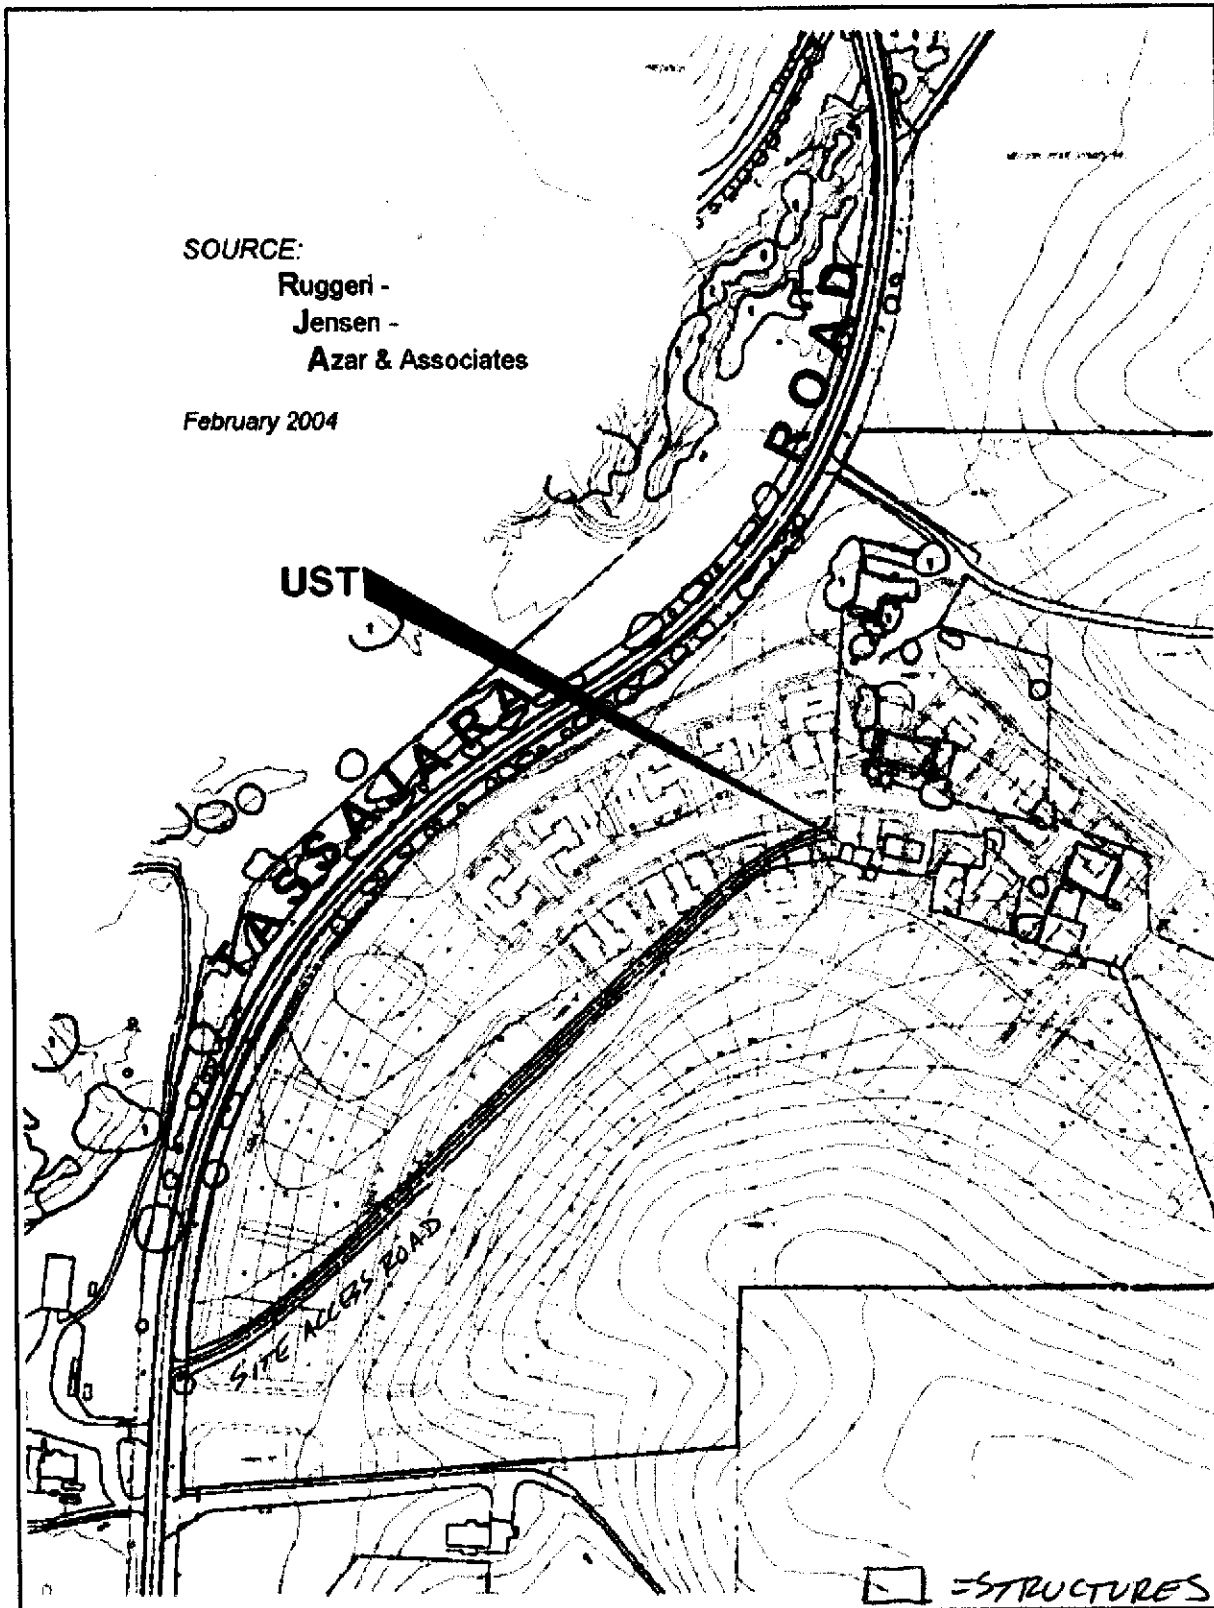 SOURCE:
Ruggeri -
Jensen -
Azar & Associates
February 2004
ROAD
UST
TASSAJARA
SITE ACCESS ROAD
=STRUCTURES